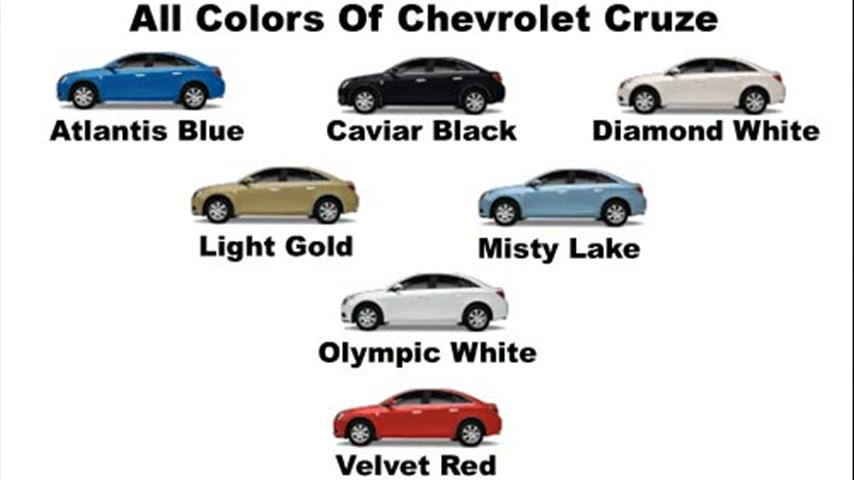 All Colors Of Chevrolet Cruze
Atlantis Blue
Caviar Black
Diamond White
Light Gold
Misty Lake
Olympic White
Velvet Red